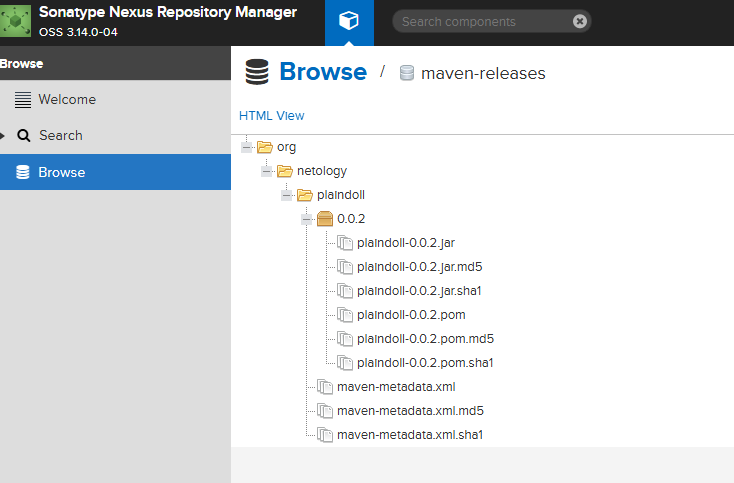 Sonatype Nexus Repository Manager
OSS 3.14.0-04
Search components
Browse
Welcome
Search
Browse
Browse / maven-releases
HTML View
org
netology
plaindoll
0.0.2
plaindoll-0.0.2.jar
plaindoll-0.0.2.jar.md5
plaindoll-0.0.2.jar.sha1
plaindoll-0.0.2.pom
plaindoll-0.0.2.pom.md5
plaindoll-0.0.2.pom.sha1
maven-metadata.xml
maven-metadata.xml.md5
maven-metadata.xml.sha1